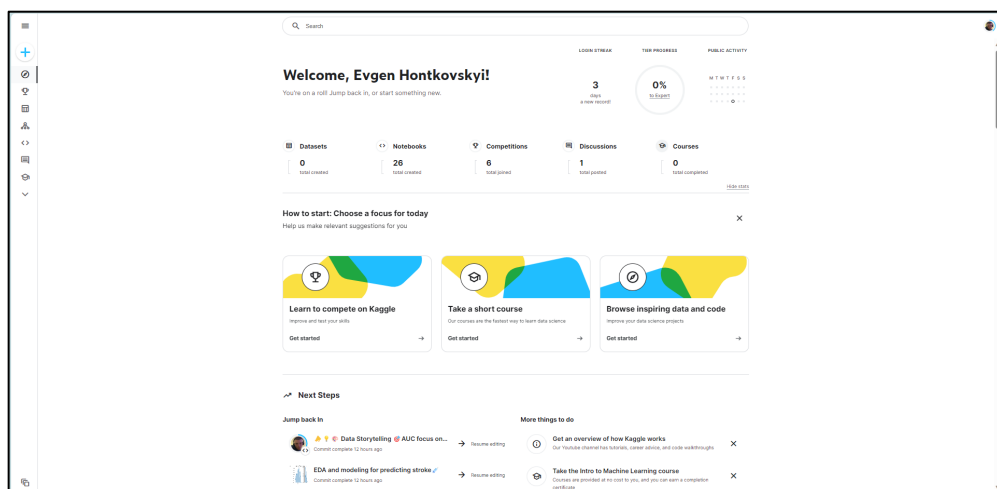 Search
LOGIN STREAK
TIER PROGRESS
PUBLIC ACTIVITY
Welcome, Evgen Hontkovskyi!
You're on a roll! Jump back in, or start something new.
3
days
a new record!
0%
to Expert
M T W T F S S
Datasets
0
total created
Notebooks
26
total created
Competitions
6
total joined
Discussions
1
total posted
Courses
0
total completed
Hide stats
How to start: Choose a focus for today
Help us make relevant suggestions for you
Learn to compete on Kaggle
Improve and test your skills
Get started
Take a short course
Our courses are the fastest way to learn data science
Get started
Browse inspiring data and code
Improve your data science projects
Get started
Next Steps
Jump back In
Data Storytelling 🎯 AUC focus on...
Commit complete 12 hours ago
Resume editing
EDA and modeling for predicting stroke
Commit complete 12 hours ago
Resume editing
More things to do
Get an overview of how Kaggle works
Our Youtube channel has tutorials, career advice, and code walkthroughs
Take the Intro to Machine Learning course
Courses are provided at no cost to you, and you can earn a completion
certificate